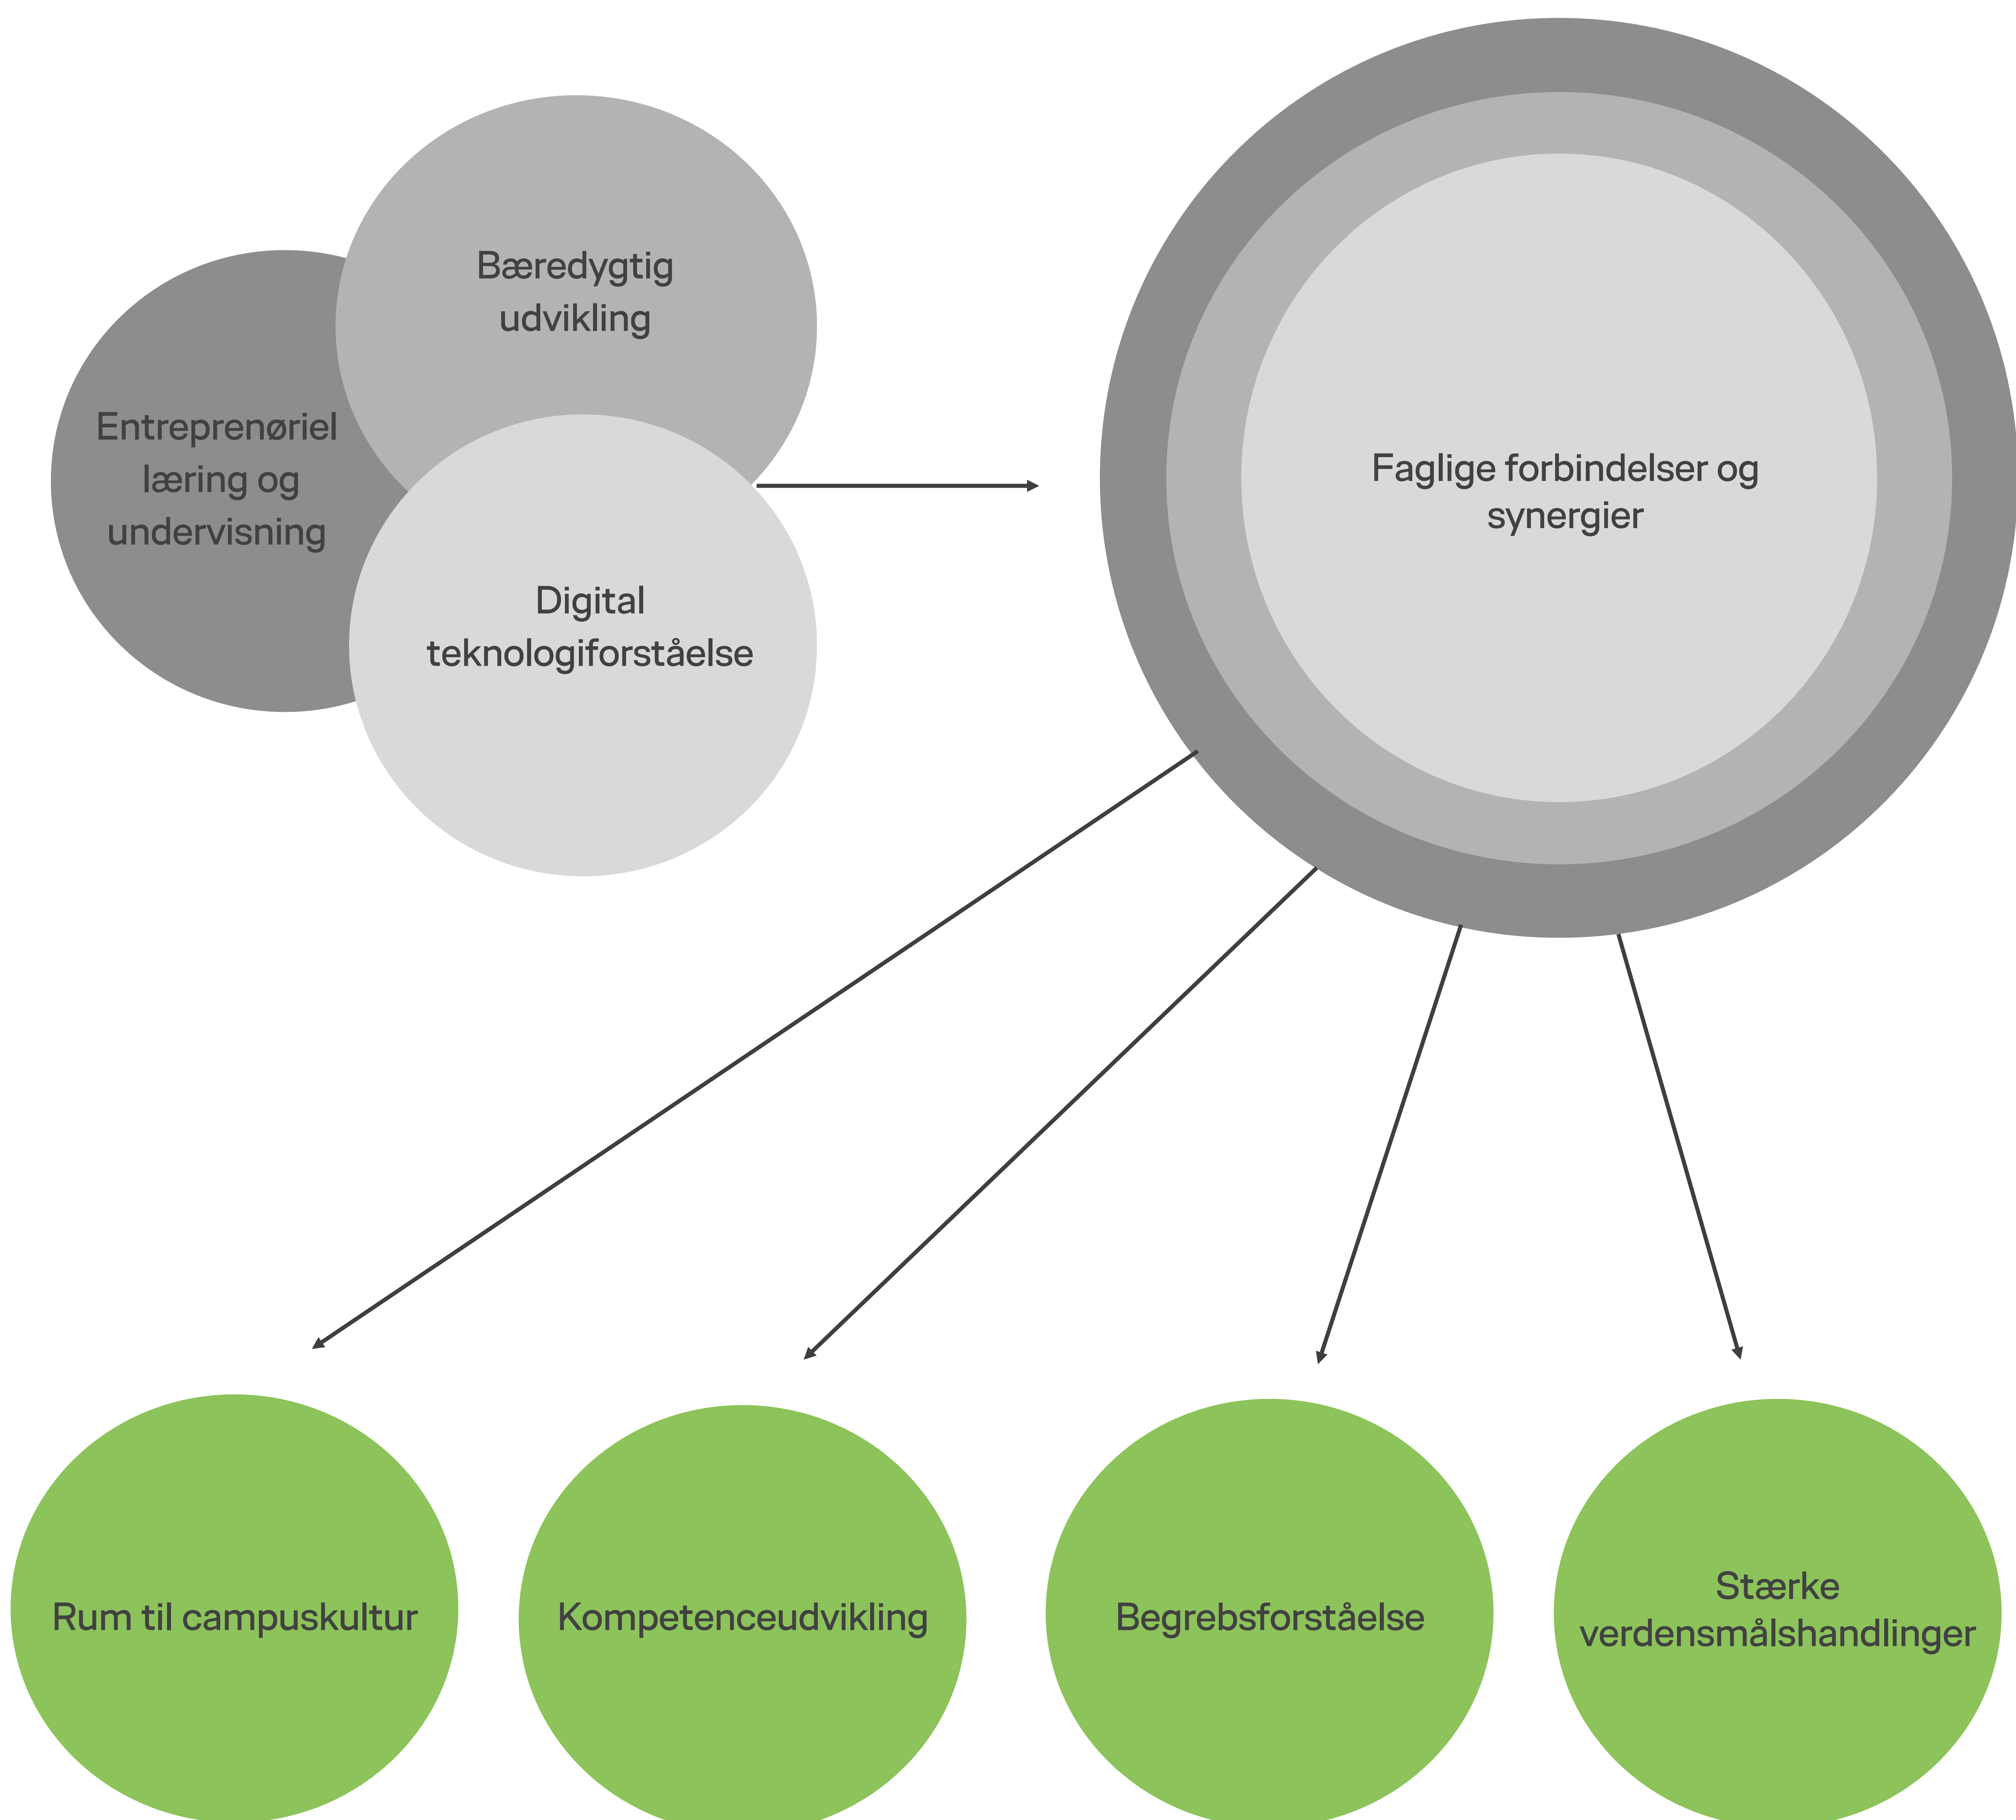 Bæredygtig
udvikling
Entreprenøriel
læring og
undervisning
Digital
teknologiforståelse
Faglige forbindelser og
synergier
Rum til campuskultur
Kompetenceudvikling
Begrebsforståelse
Stærke
verdensmålshandlinger